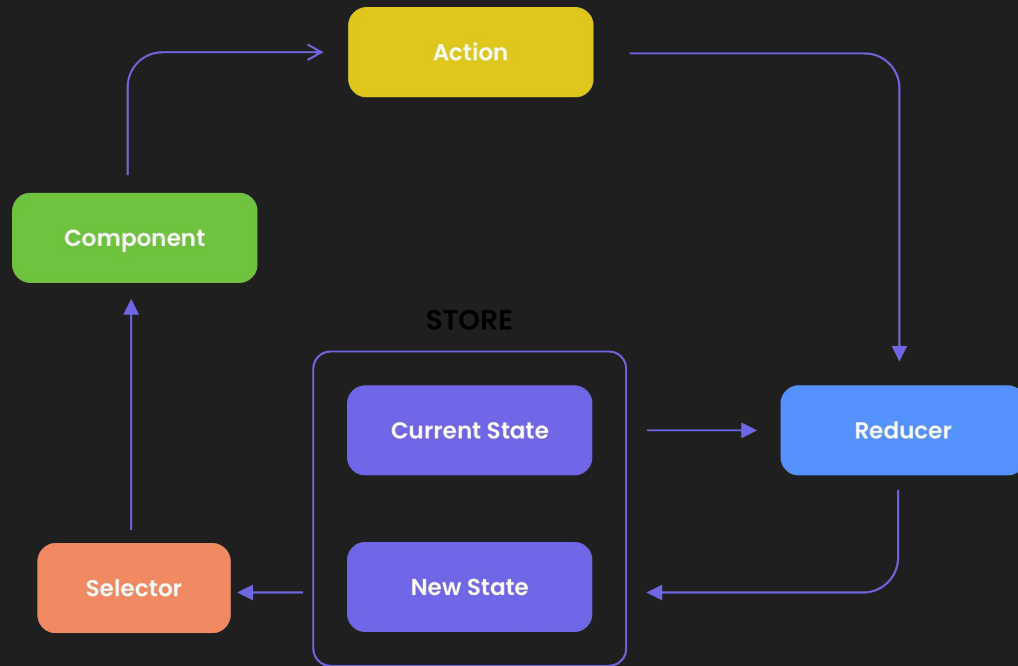 Action
Component
STORE
Current State
Reducer
New State
Selector